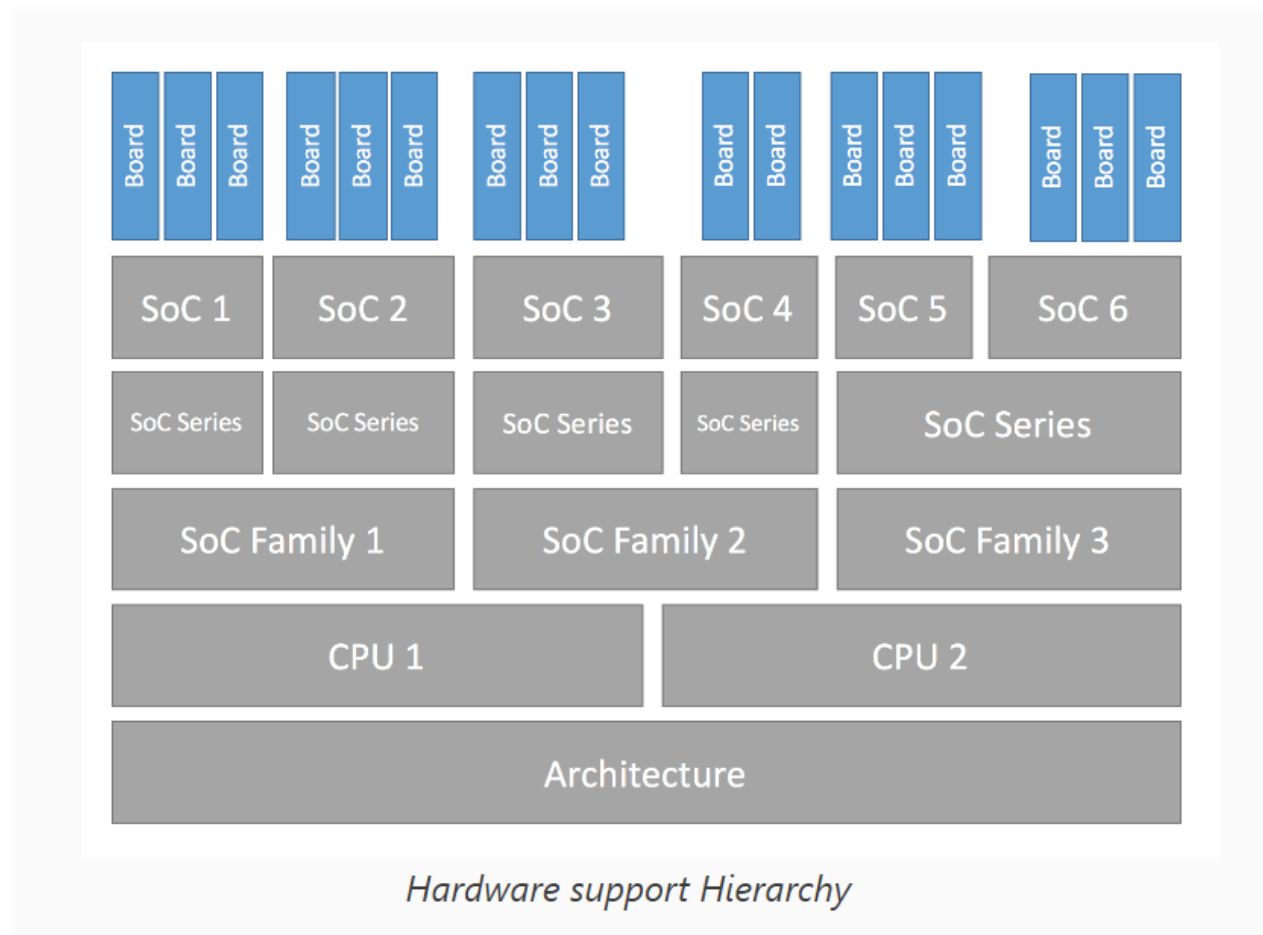 Board Board Board Board Board Board Board Board Board Board Board Board Board Board Board Board Board
SoC 1 SoC 2 SoC 3 SoC 4 SoC 5 SoC 6
SoC Series SoC Series SoC Series SoC Series SoC Series
SoC Family 1 SoC Family 2 SoC Family 3
CPU 1 CPU 2
Architecture
Hardware support Hierarchy